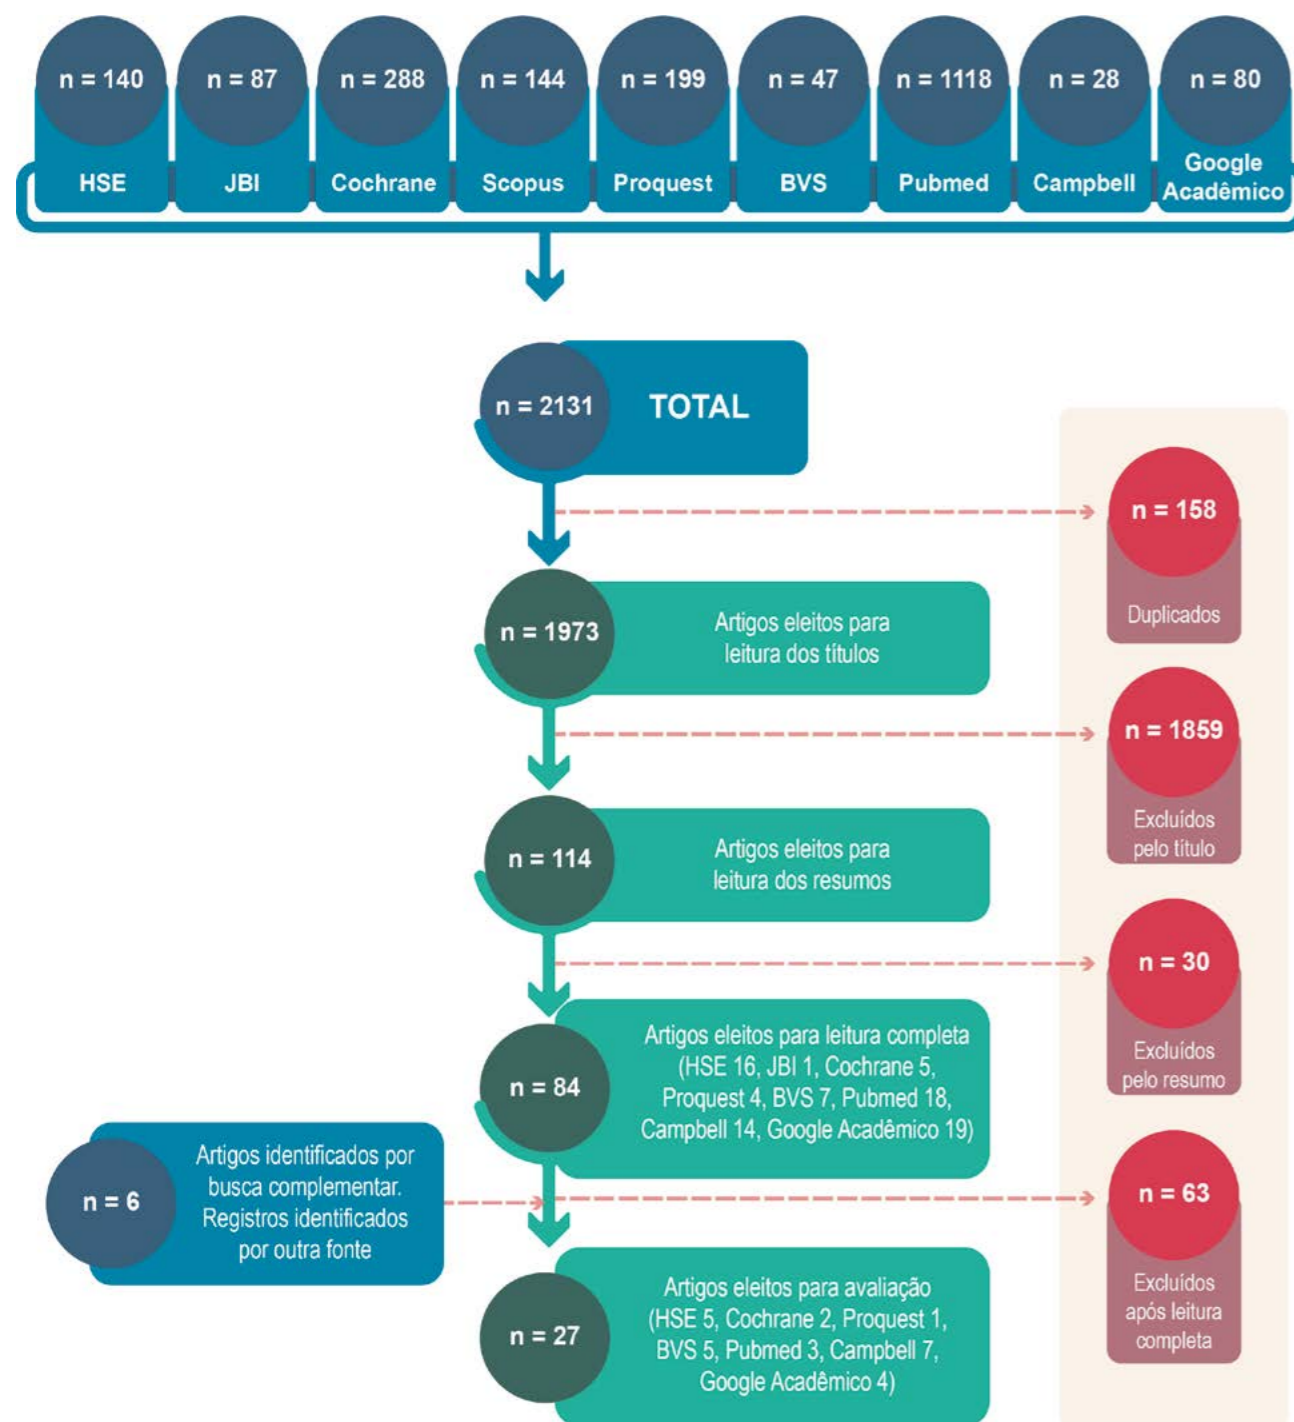 n = 140
n = 87
n = 288
n = 144
n = 199
n = 47
n = 1118
n = 28
n = 80
HSE
JBI
Cochrane
Scopus
Proquest
BVS
Pubmed
Campbell
Google
Acadêmico
n = 2131
TOTAL
n = 158
Duplicados
n = 1973
Artigos eleitos para
leitura dos títulos
n = 1859
Excluídos
pelo título
n = 114
Artigos eleitos para
leitura dos resumos
n = 30
Excluídos
pelo resumo
n = 84
Artigos eleitos para leitura completa
(HSE 16, JBI 1, Cochrane 5,
Proquest 4, BVS 7, Pubmed 18,
Campbell 14, Google Acadêmico 19)
n = 6
Artigos identificados por
busca complementar.
Registros identificados
por outra fonte
n = 63
Excluídos
após leitura
completa
n = 27
Artigos eleitos para avaliação
(HSE 5, Cochrane 2, Proquest 1,
BVS 5, Pubmed 3, Campbell 7,
Google Acadêmico 4)